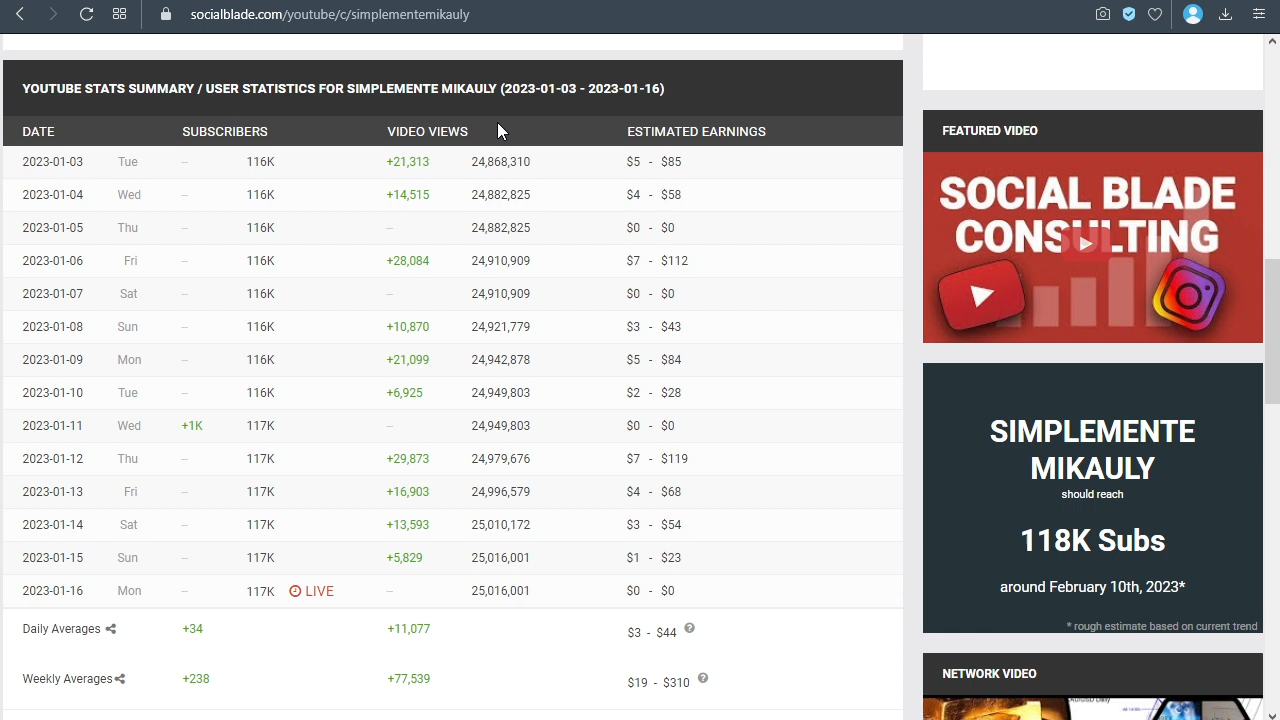 socialblade.com/youtube/c/simplementemikauly
YOUTUBE STATS SUMMARY / USER STATISTICS FOR SIMPLEMENTE MIKAULY (2023-01-03 - 2023-01-16)
DATE SUBSCRIBERS VIDEO VIEWS ESTIMATED EARNINGS
2023-01-03 Tue -- 116K +21,313 24,868,310 $5 - $85
2023-01-04 Wed -- 116K +14,515 24,882,825 $4 - $58
2023-01-05 Thu -- 116K -- 24,882,825 $0 - $0
2023-01-06 Fri -- 116K +28,084 24,910,909 $7 - $112
2023-01-07 Sat -- 116K -- 24,910,909 $0 - $0
2023-01-08 Sun -- 116K +10,870 24,921,779 $3 - $43
2023-01-09 Mon -- 116K +21,099 24,942,878 $5 - $84
2023-01-10 Tue -- 116K +6,925 24,949,803 $2 - $28
2023-01-11 Wed +1K 117K -- 24,949,803 $0 - $0
2023-01-12 Thu -- 117K +29,873 24,979,676 $7 - $119
2023-01-13 Fri -- 117K +16,903 24,996,579 $4 - $68
2023-01-14 Sat -- 117K +13,593 25,010,172 $3 - $54
2023-01-15 Sun -- 117K +5,829 25,016,001 $1 - $23
2023-01-16 Mon -- 117K LIVE -- 25,016,001 $0 - $0
Daily Averages +34 +11,077 $3 - $44 ?
Weekly Averages +238 +77,539 $19 - $310 ?
FEATURED VIDEO
SOCIAL BLADE
CONSULTING
SIMPLEMENTE
MIKAULY
should reach
118K Subs
around February 10th, 2023*
* rough estimate based on current trend
NETWORK VIDEO